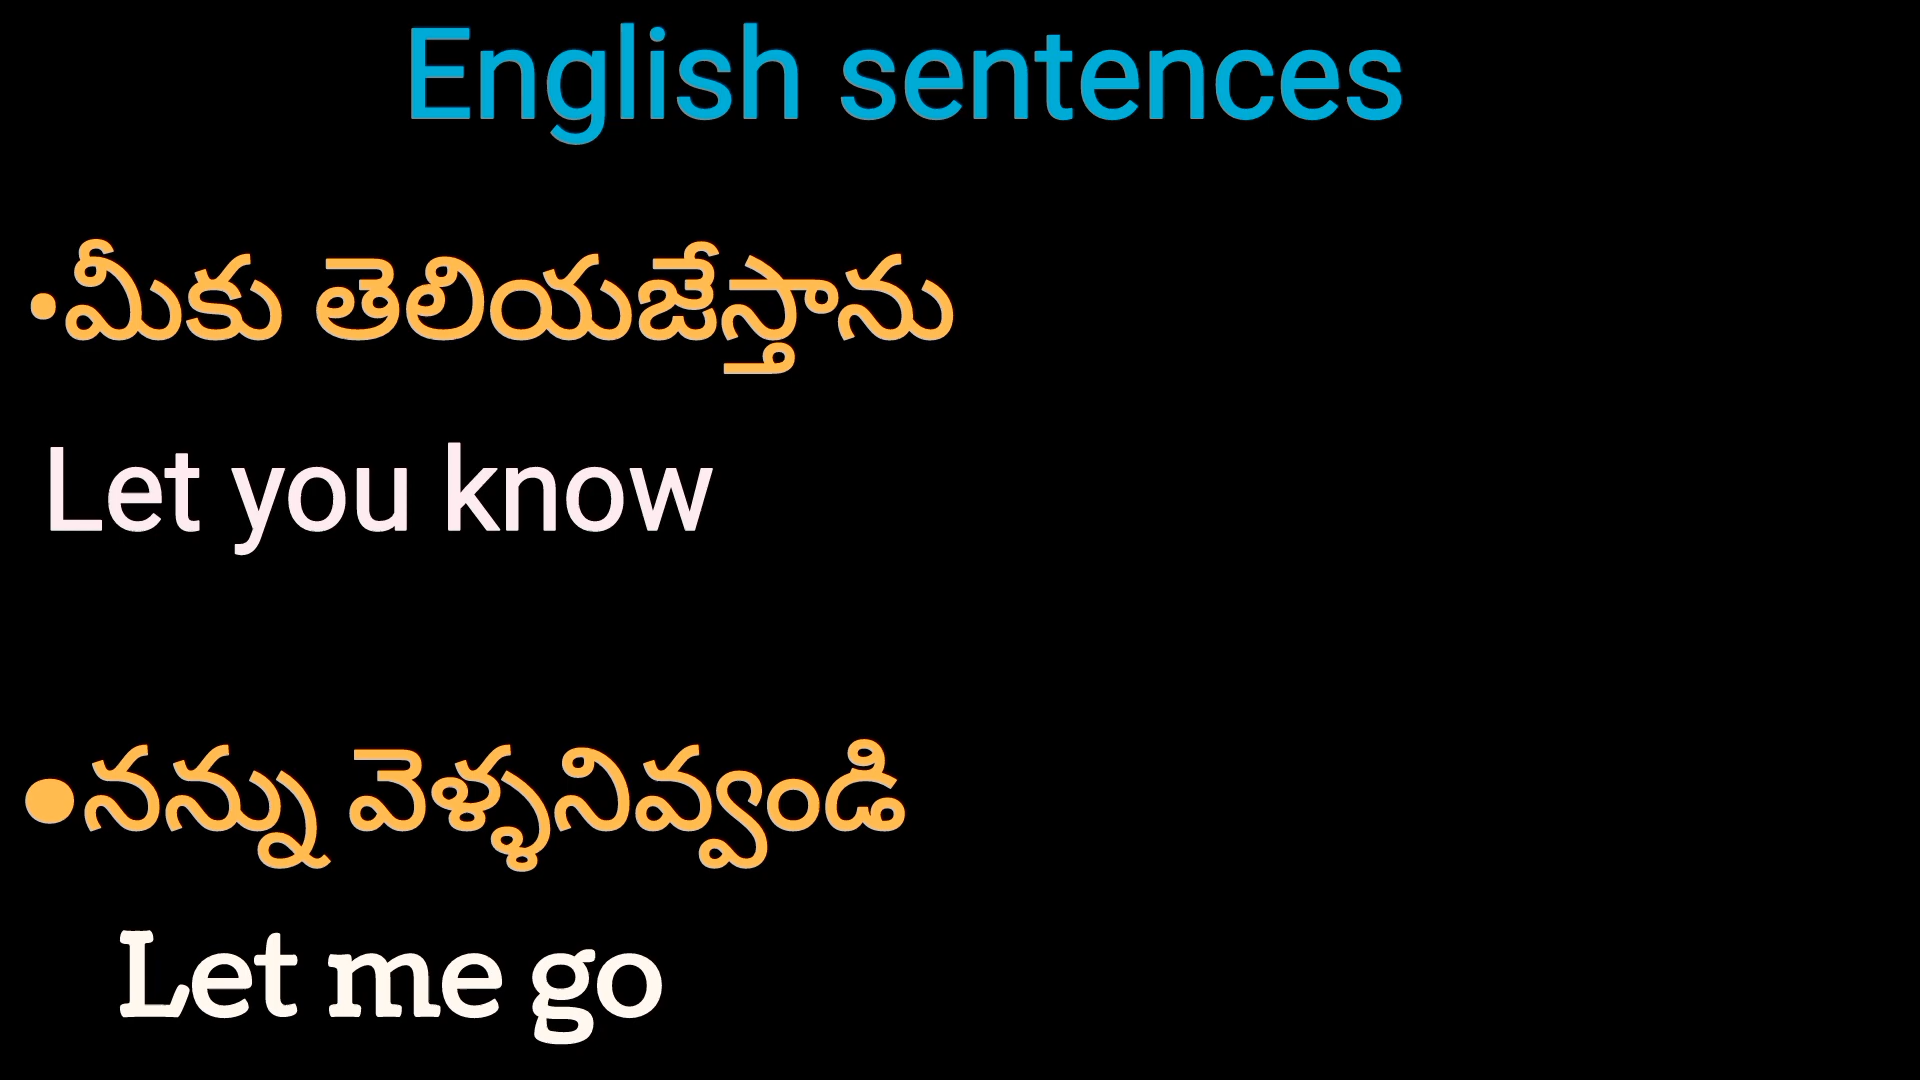 English sentences
•మీకు తెలియజేస్తాను
Let you know
●నన్ను వెళ్ళనివ్వండి
Let me go